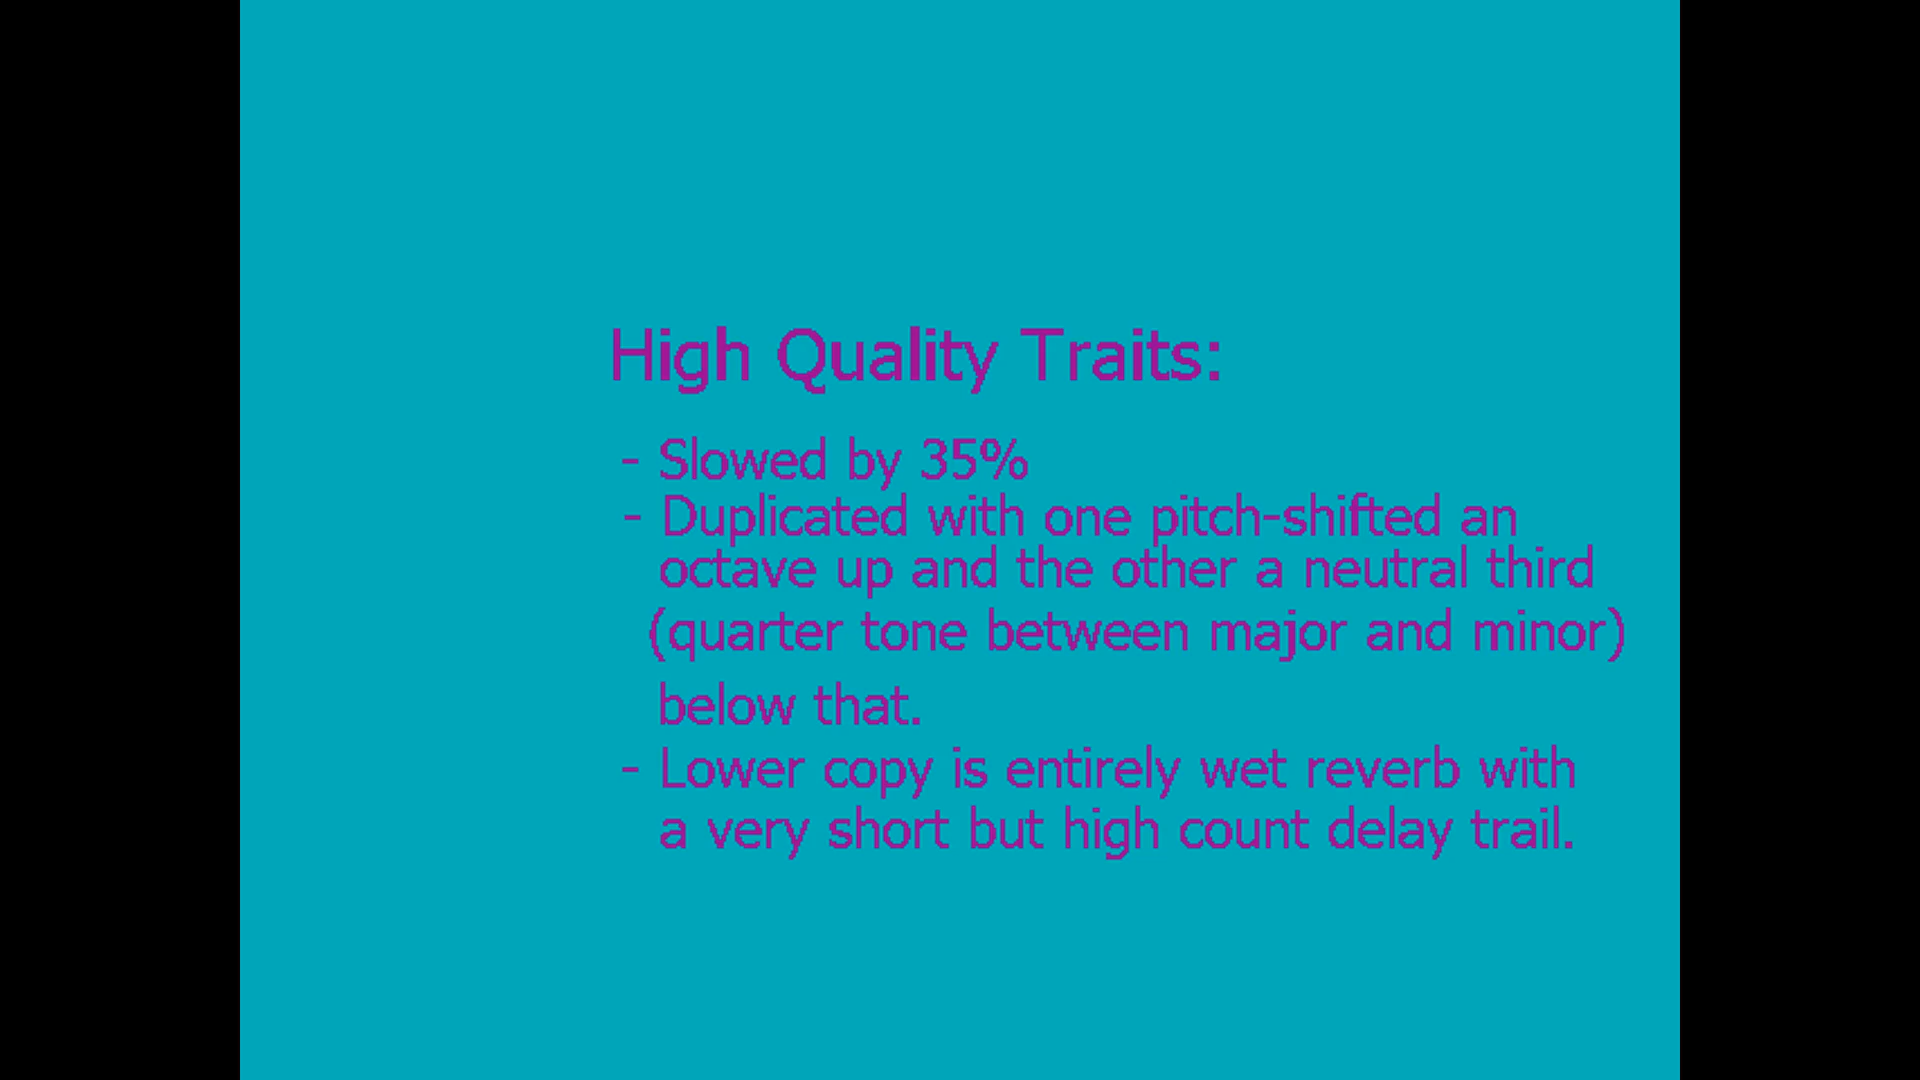 High Quality Traits:
- Slowed by 35%
- Duplicated with one pitch-shifted an
octave up and the other a neutral third
(quarter tone between major and minor)
below that.
- Lower copy is entirely wet reverb with
a very short but high count delay trail.